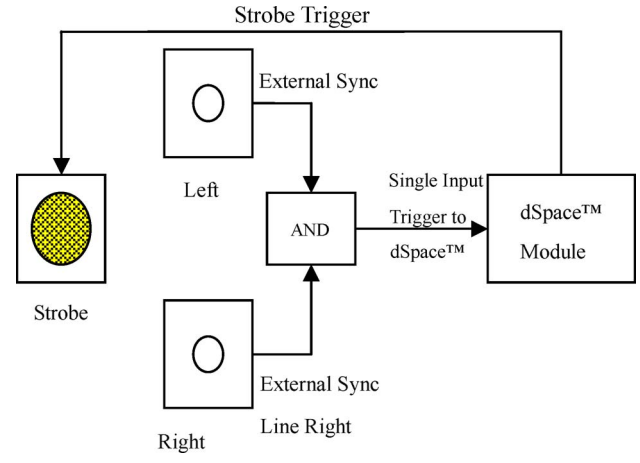 Strobe Trigger
External Sync
Left
Single Input
Trigger to
dSpace™
AND
dSpace™
Module
Strobe
External Sync
Line Right
Right